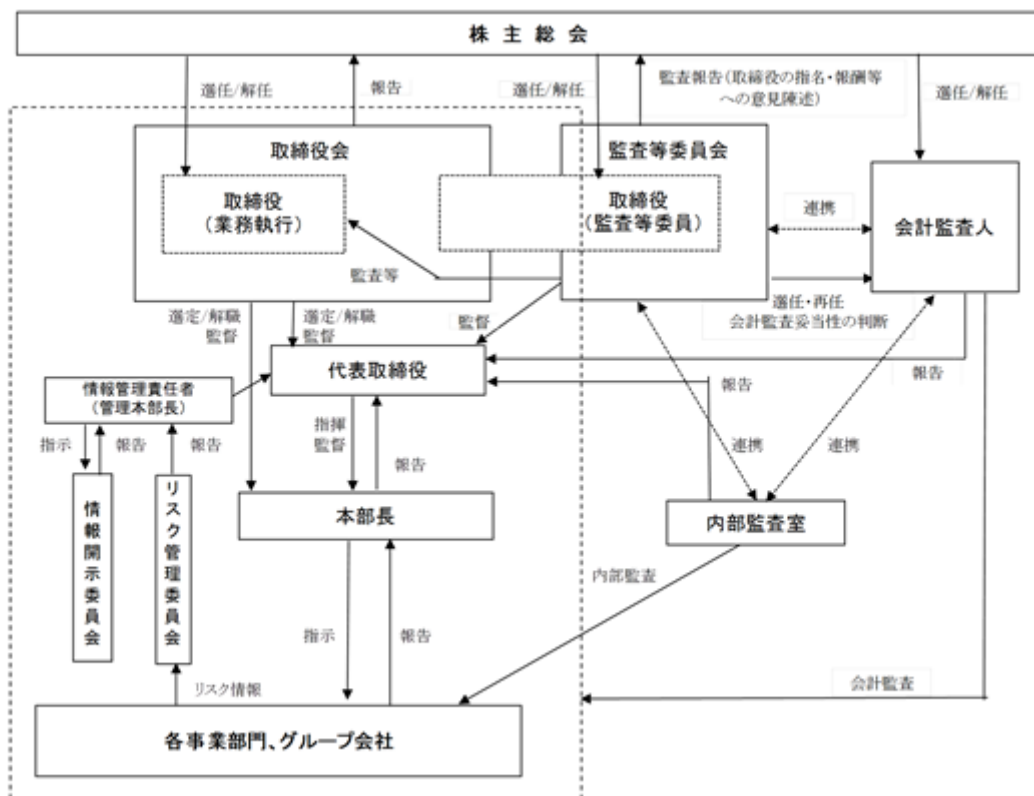 株主総会
選任/解任
報告
選任/解任
監査報告(取締役の指名・報酬等
への意見陳述)
選任/解任
取締役会
監査等委員会
取締役
(業務執行)
取締役
(監査等委員)
連携
会計監査人
監査等
選定/解職
監督
選定/解職
監督
監督
選任・再任
会計監査妥当性の判断
代表取締役
報告
報告
情報管理責任者
(管理本部長)
指示
報告
報告
指揮
監督
報告
連携
連携
情報開示委員会
リスク管理委員会
本部長
内部監査室
内部監査
指示
報告
リスク情報
会計監査
各事業部門、グループ会社